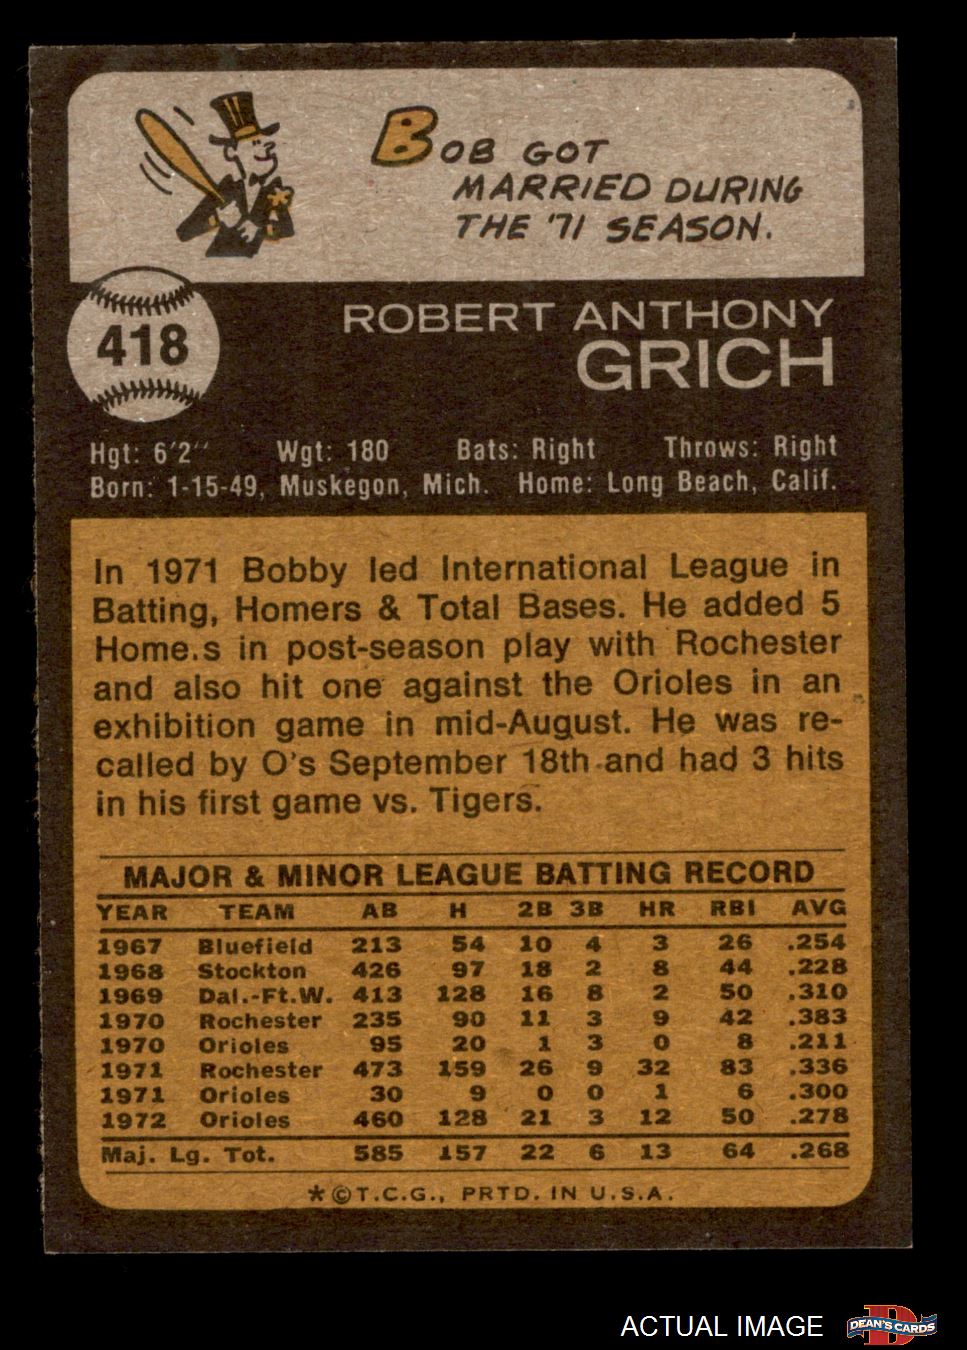 BOB GOT
MARRIED DURING
THE '71 SEASON.
418
ROBERT ANTHONY
GRICH
Hgt: 6'2'' Wgt: 180 Bats: Right Throws: Right
Born: 1-15-49, Muskegon, Mich. Home: Long Beach, Calif.
In 1971 Bobby led International League in
Batting, Homers & Total Bases. He added 5
Home.s in post-season play with Rochester
and also hit one against the Orioles in an
exhibition game in mid-August. He was re-
called by O's September 18th and had 3 hits
in his first game vs. Tigers.
MAJOR & MINOR LEAGUE BATTING RECORD
YEAR TEAM AB H 2B 3B HR RBI AVG
1967 Bluefield 213 54 10 4 3 26 .254
1968 Stockton 426 97 18 2 8 44 .228
1969 Dal.-Ft.W. 413 128 16 8 2 50 .310
1970 Rochester 235 90 11 3 9 42 .383
1970 Orioles 95 20 1 3 0 8 .211
1971 Rochester 473 159 26 9 32 83 .336
1971 Orioles 30 9 0 0 1 6 .300
1972 Orioles 460 128 21 3 12 50 .278
Maj. Lg. Tot. 585 157 22 6 13 64 .268
*©T.C.G., PRTD. IN U.S.A.
ACTUAL IMAGE
D
DEAN'S CARDS